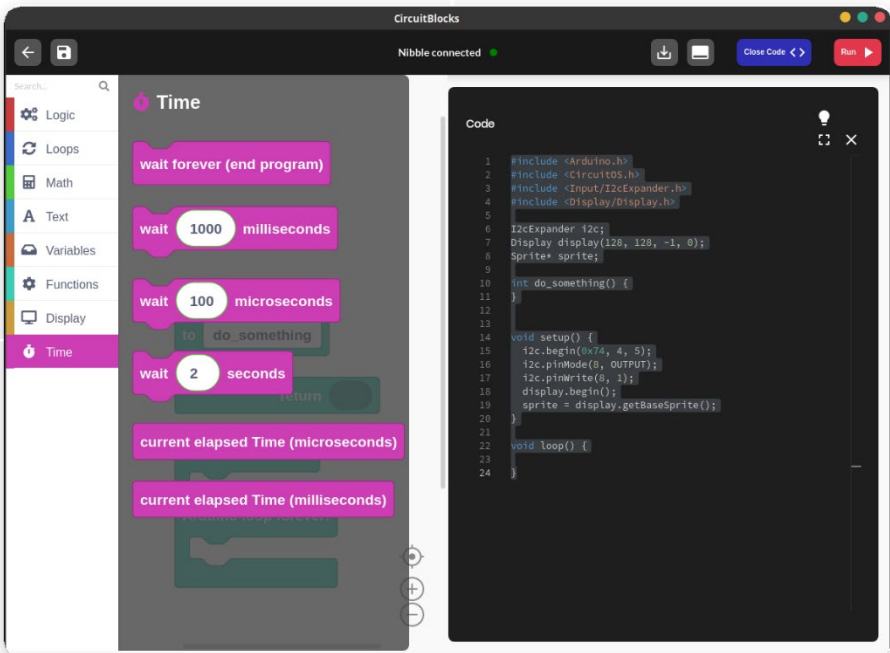 CircuitBlocks
Nibble connected
Close Code
Run
Search...
Logic
Loops
Math
Text
Variables
Functions
Display
Time
Time
wait forever (end program)
wait 1000 milliseconds
wait 100 microseconds
to do_something
wait 2 seconds
return
current elapsed Time (microseconds)
current elapsed Time (milliseconds)
loop forever:
Code
1 #include <Arduino.h>
2 #include <CircuitOS.h>
3 #include <Input/I2cExpander.h>
4 #include <Display/Display.h>
5
6 I2cExpander i2c;
7 Display display(128, 128, -1, 0);
8 Sprite* sprite;
9
10 int do_something() {
11 }
12
13
14 void setup() {
15 i2c.begin(0x74, 4, 5);
16 i2c.pinMode(8, OUTPUT);
17 i2c.pinWrite(8, 1);
18 display.begin();
19 sprite = display.getBaseSprite();
20 }
21
22 void loop() {
23
24 }